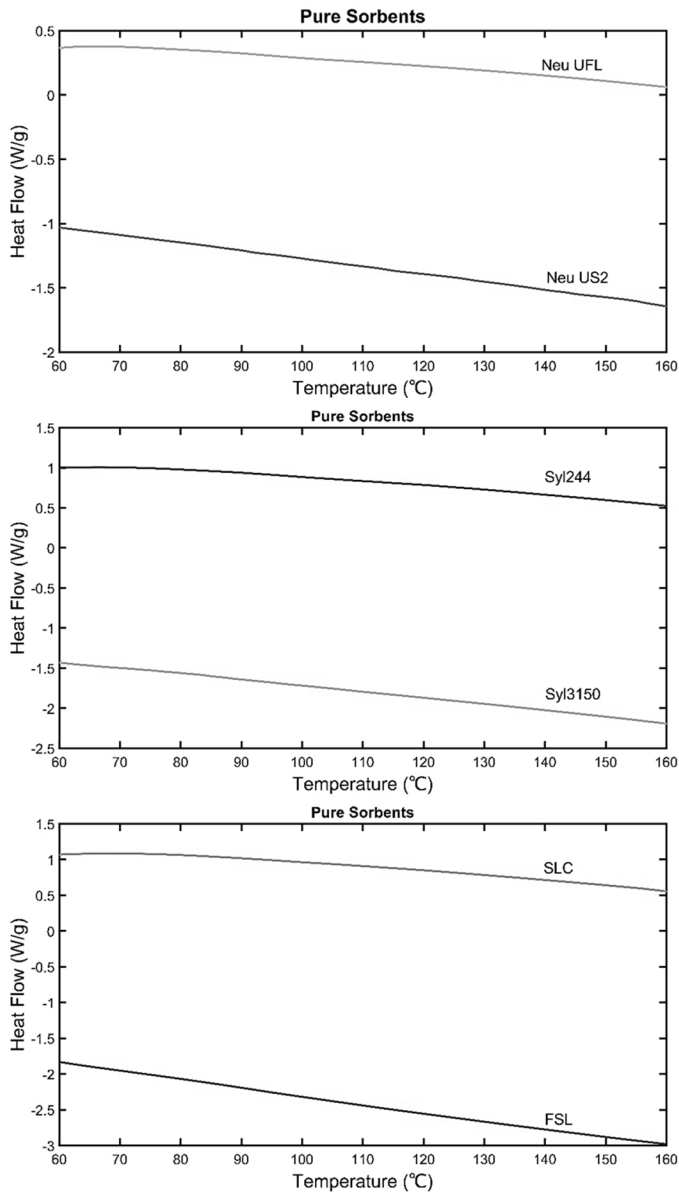 Pure Sorbents
0.5
Neu UFL
0
-0.5
Heat Flow (W/g)
-1
Neu US2
-1.5
-2
60 70 80 90 100 110 120 130 140 150 160
Temperature (℃)
Pure Sorbents
1.5
1
Syl244
0.5
0
Heat Flow (W/g)
-0.5
-1
-1.5
Syl3150
-2
-2.5
60 70 80 90 100 110 120 130 140 150 160
Temperature (℃)
Pure Sorbents
1.5
1
SLC
0.5
0
-0.5
Heat Flow (W/g)
-1
-1.5
-2
-2.5
FSL
-3
60 70 80 90 100 110 120 130 140 150 160
Temperature (℃)